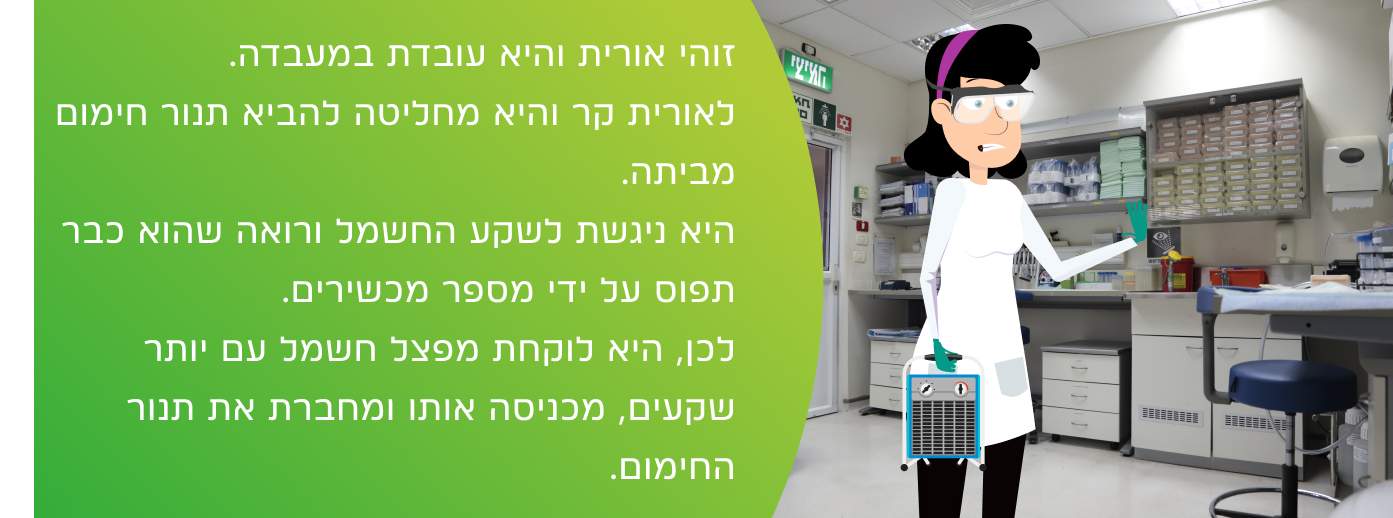 זוהי אורית והיא עובדת במעבדה.
לאורית קר והיא מחליטה להביא תנור חימום
מביתה.
היא ניגשת לשקע החשמל ורואה שהוא כבר
תפוס על ידי מספר מכשירים.
לכן, היא לוקחת מפצל חשמל עם יותר
שקעים, מכניסה אותו ומחברת את תנור
החימום.